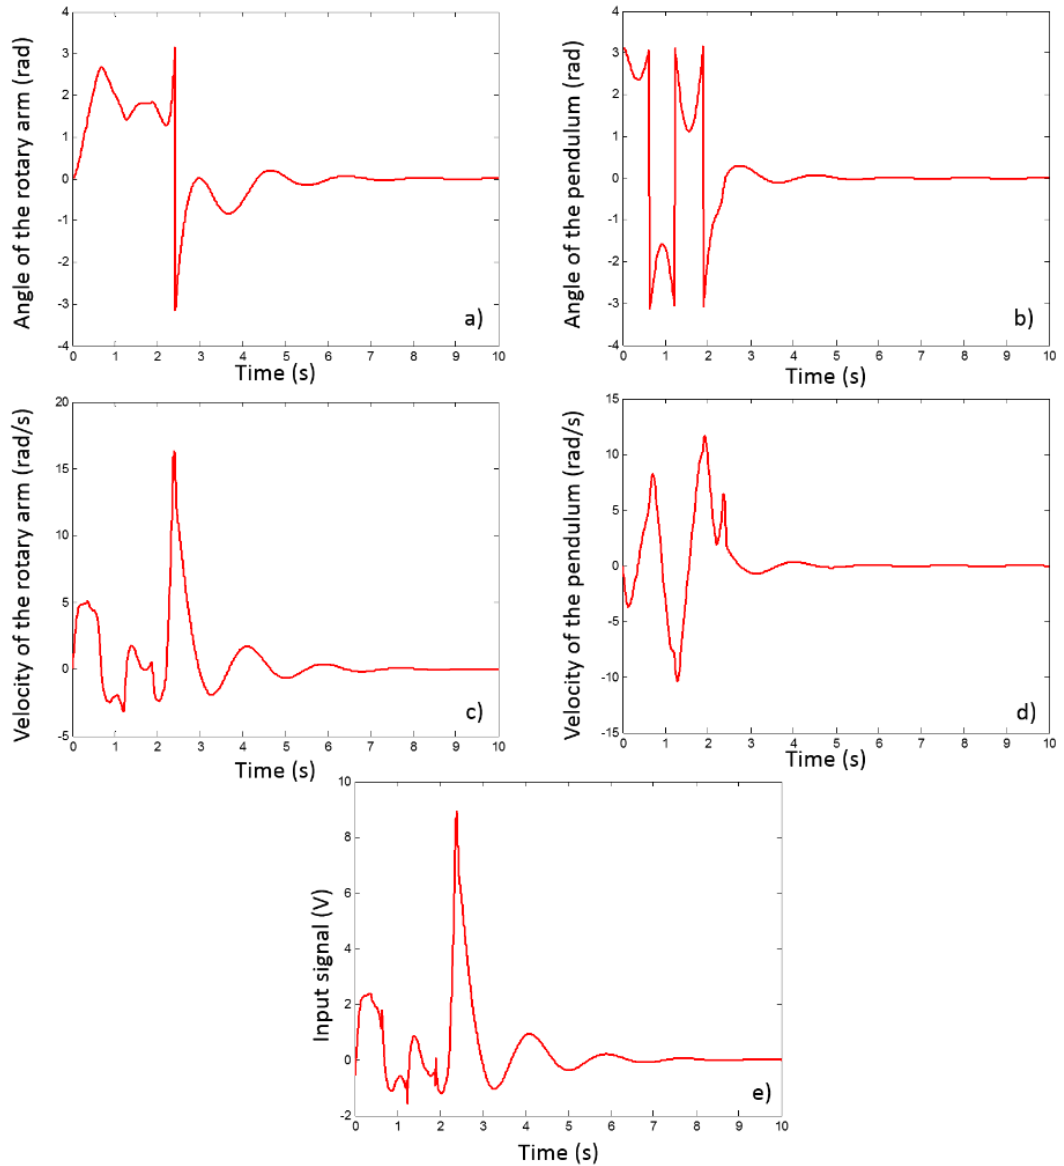 4
3
2
1
0
-1
-2
-3
-4
0 1 2 3 4 5 6 7 8 9 10
Angle of the rotary arm (rad)
Time (s)
a)
4
3
2
1
0
-1
-2
-3
-4
0 1 2 3 4 5 6 7 8 9 10
Angle of the pendulum (rad)
Time (s)
b)
20
15
10
5
0
-5
0 1 2 3 4 5 6 7 8 9 10
Velocity of the rotary arm (rad/s)
Time (s)
c)
15
10
5
0
-5
-10
-15
0 1 2 3 4 5 6 7 8 9 10
Velocity of the pendulum (rad/s)
Time (s)
d)
10
8
6
4
2
0
-2
0 1 2 3 4 5 6 7 8 9 10
Input signal (V)
Time (s)
e)